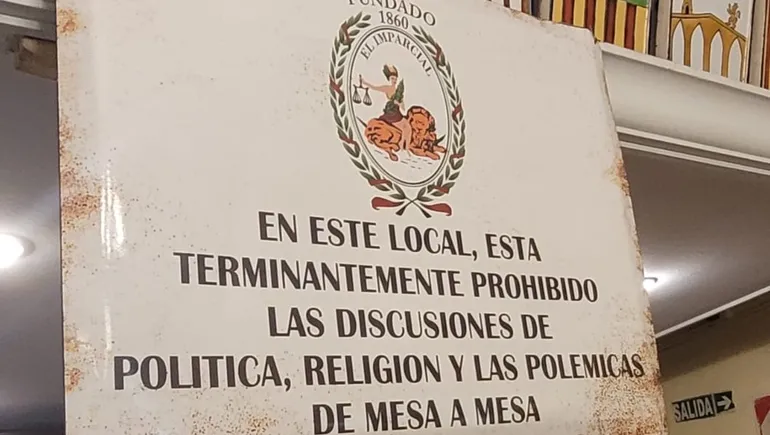 FUNDADO
1860
EL IMPARCIAL
EN ESTE LOCAL, ESTA
TERMINANTEMENTE PROHIBIDO
LAS DISCUSIONES DE
POLITICA, RELIGION Y LAS POLEMICAS
DE MESA A MESA
SALIDA